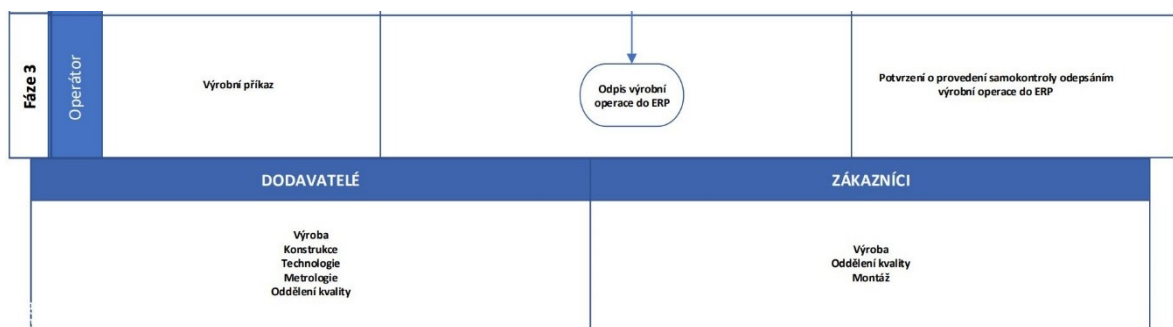 Fáze 3
Operátor
Výrobní příkaz
Odpis výrobní
operace do ERP
Potvrzení o provedení samokontroly odepsáním
výrobní operace do ERP
DODAVATELÉ
ZÁKAZNÍCI
Výroba
Konstrukce
Technologie
Metrologie
Oddělení kvality
Výroba
Oddělení kvality
Montáž